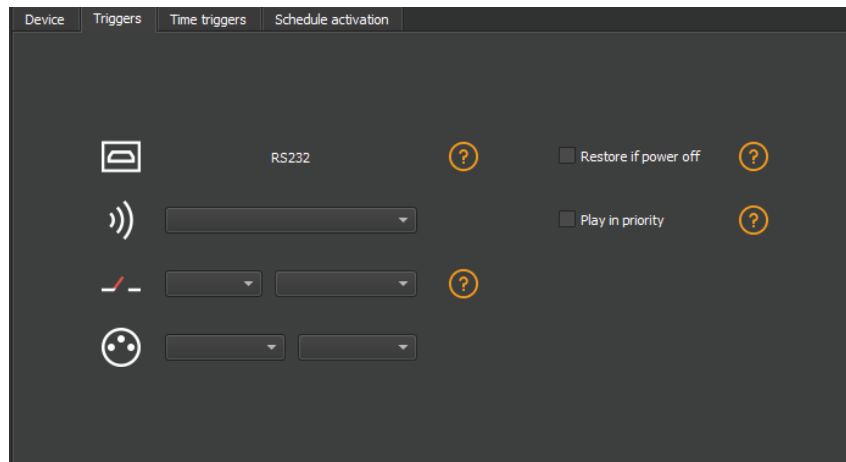 Device Triggers Time triggers Schedule activation
RS232 ? Restore if power off ?
Play in priority ?
?